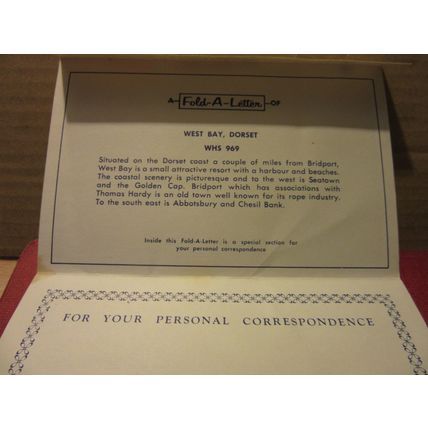 A Fold-A-Letter OF
WEST BAY, DORSET
WHS 969
Situated on the Dorset coast a couple of miles from Bridport,
West Bay is a small attractive resort with a harbour and beaches.
The coastal scenery is picturesque and to the west is Seatown
and the Golden Cap. Bridport which has associations with
Thomas Hardy is an old town well known for its rope industry.
To the south east is Abbotsbury and Chesil Bank.
Inside this Fold-A-Letter is a special section for
your personal correspondence
FOR YOUR PERSONAL CORRESPONDENCE